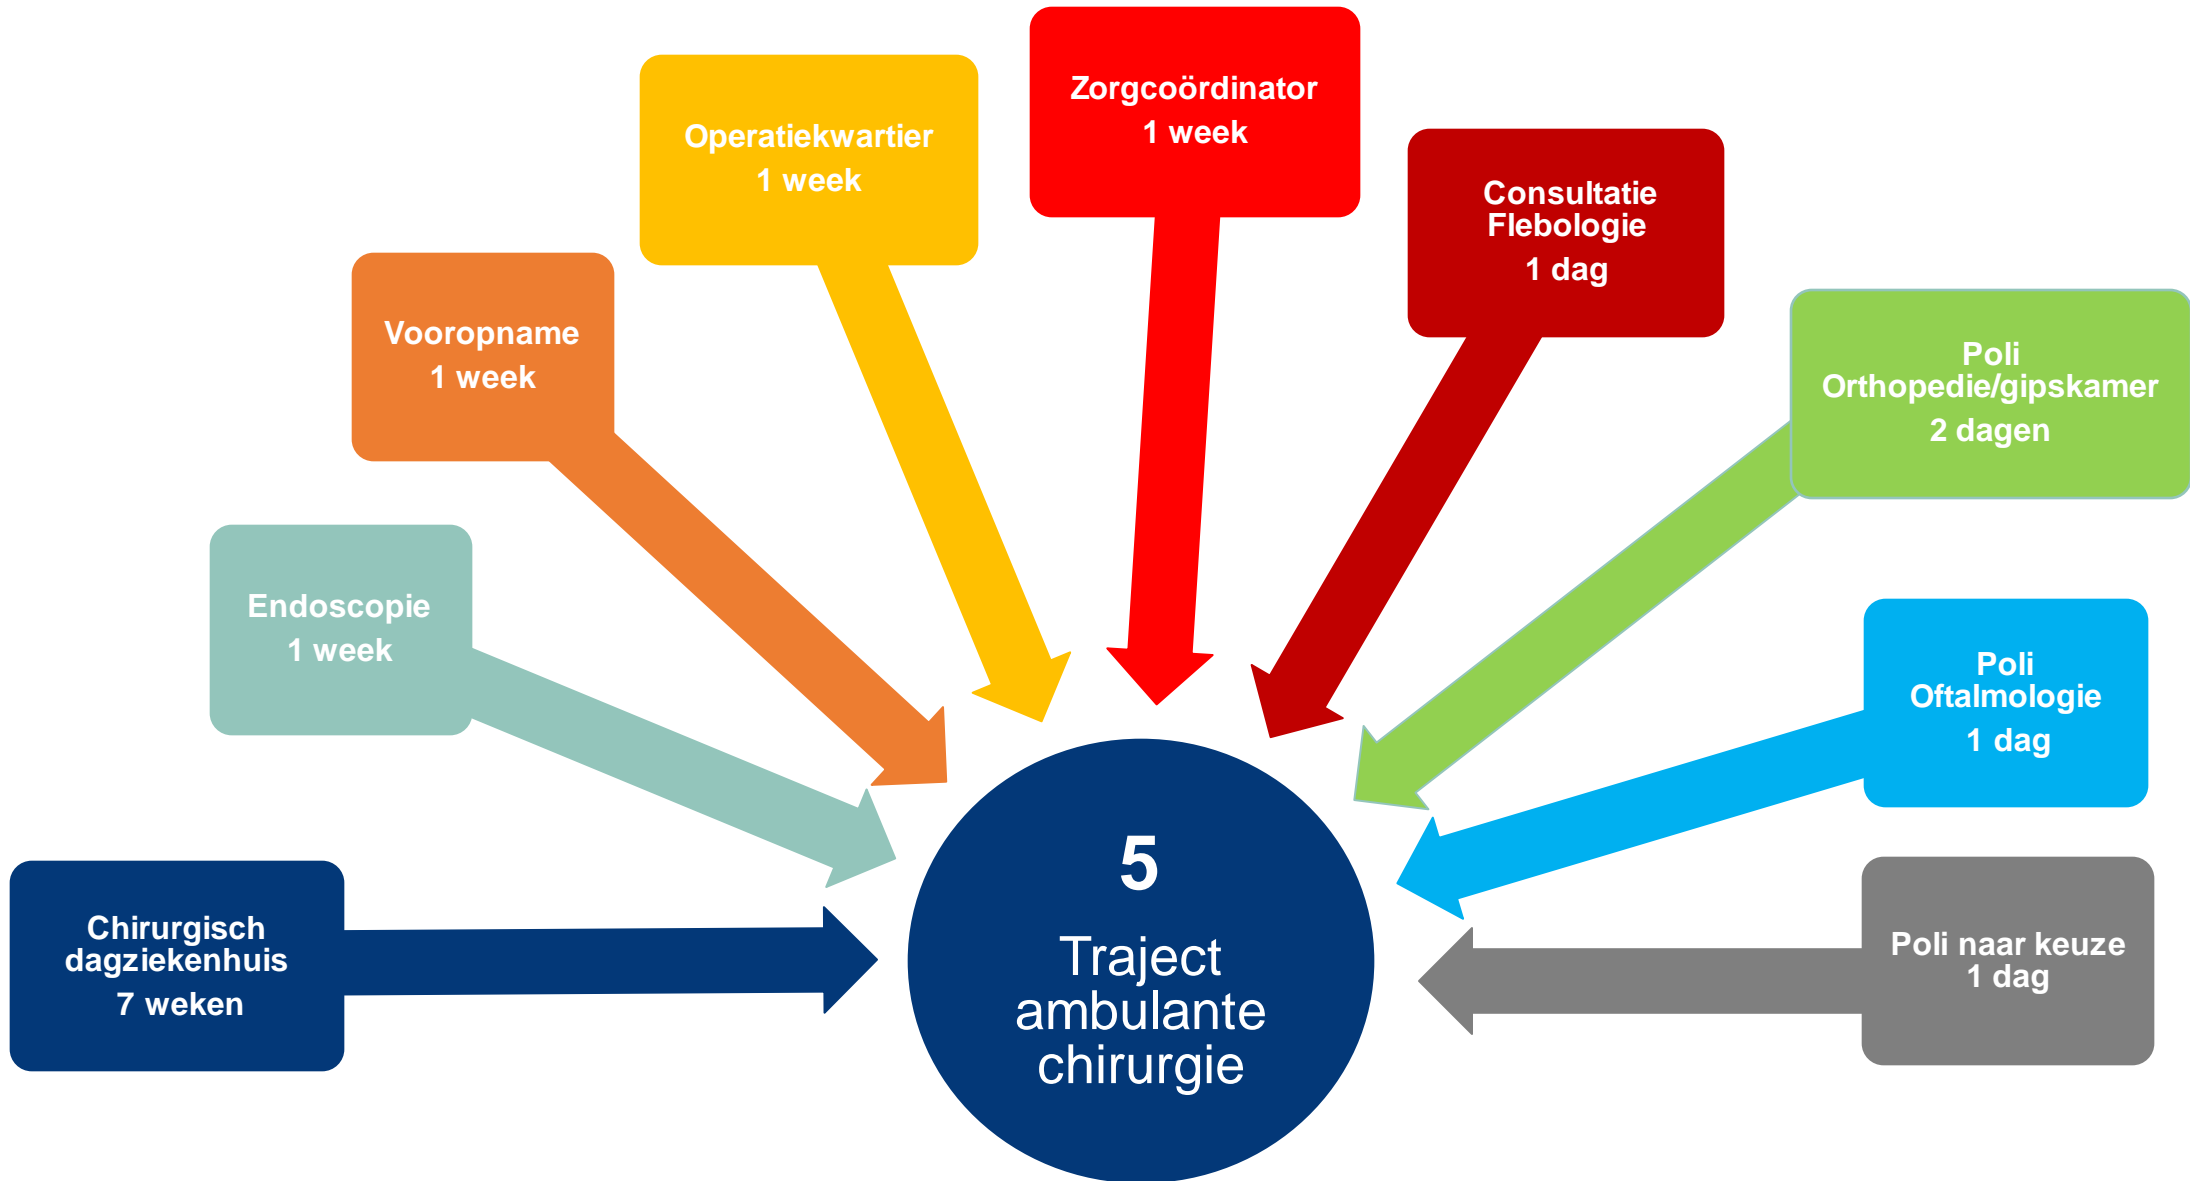 Zorgcoördinator
1 week
Operatiekwartier
1 week
Consultatie
Flebologie
1 dag
Vooropname
1 week
Poli
Orthopedie/gipskamer
2 dagen
Endoscopie
1 week
Poli
Oftalmologie
1 dag
Chirurgisch
dagziekenhuis
7 weken
5
Traject
ambulante
chirurgie
Poli naar keuze
1 dag